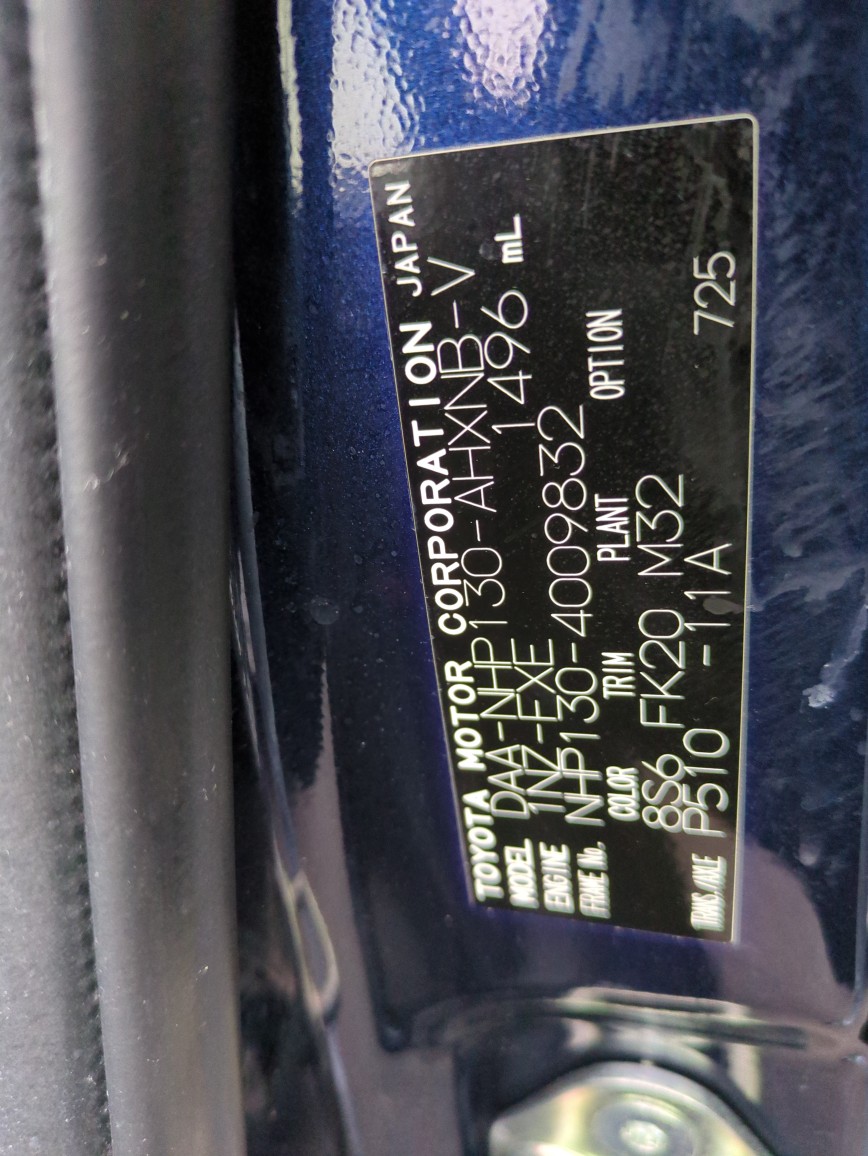 TOYOTA MOTOR CORPORATION JAPAN
MODEL DAA-NHP130-AHXNB-V
ENGINE 1NZ-FXE 1496 mL
FRAME No. NHP130-4009832
COLOR TRIM PLANT OPTION
8S6 FK20 M32
TRANS./AXLE P510 -11A 725